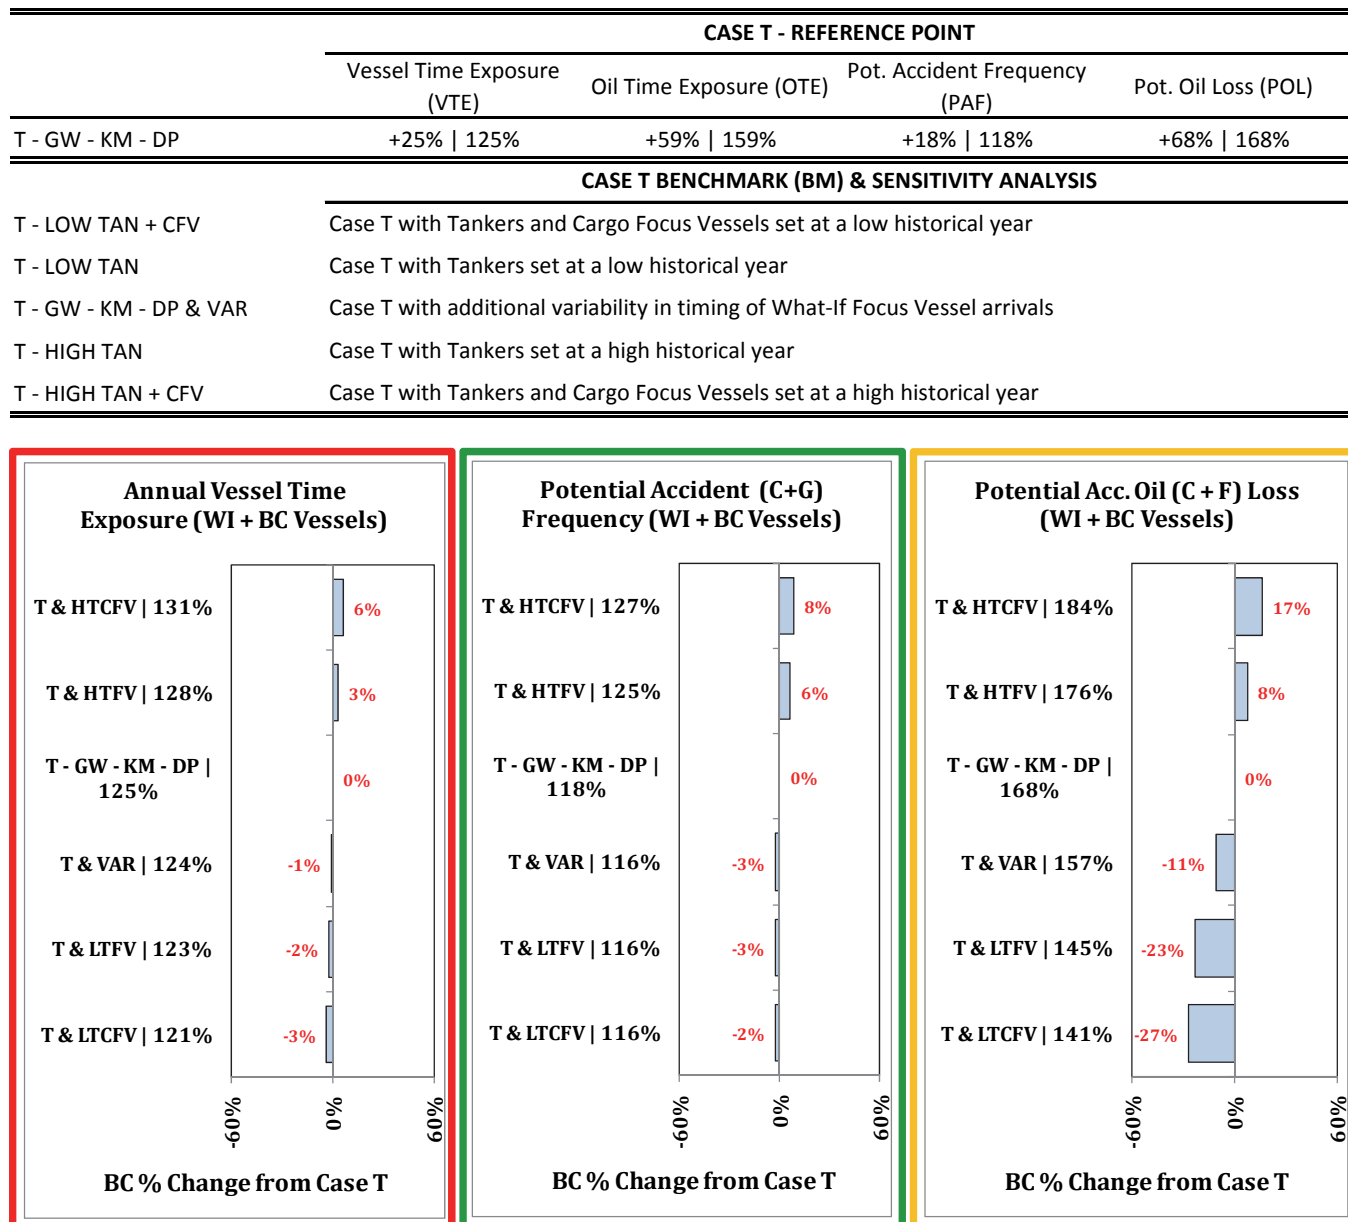 CASE T - REFERENCE POINT
Vessel Time Exposure (VTE)
Oil Time Exposure (OTE)
Pot. Accident Frequency (PAF)
Pot. Oil Loss (POL)
T - GW - KM - DP +25% | 125% +59% | 159% +18% | 118% +68% | 168%
CASE T BENCHMARK (BM) & SENSITIVITY ANALYSIS
T - LOW TAN + CFV Case T with Tankers and Cargo Focus Vessels set at a low historical year
T - LOW TAN Case T with Tankers set at a low historical year
T - GW - KM - DP & VAR Case T with additional variability in timing of What-If Focus Vessel arrivals
T - HIGH TAN Case T with Tankers set at a high historical year
T - HIGH TAN + CFV Case T with Tankers and Cargo Focus Vessels set at a high historical year
Annual Vessel Time
Exposure (WI + BC Vessels)
T & HTCFV | 131% 6%
T & HTFV | 128% 3%
T - GW - KM - DP |
125% 0%
T & VAR | 124% -1%
T & LTFV | 123% -2%
T & LTCFV | 121% -3%
-60% 0% 60%
BC % Change from Case T
Potential Accident (C+G)
Frequency (WI + BC Vessels)
T & HTCFV | 127% 8%
T & HTFV | 125% 6%
T - GW - KM - DP |
118% 0%
T & VAR | 116% -3%
T & LTFV | 116% -3%
T & LTCFV | 116% -2%
-60% 0% 60%
BC % Change from Case T
Potential Acc. Oil (C + F) Loss
(WI + BC Vessels)
T & HTCFV | 184% 17%
T & HTFV | 176% 8%
T - GW - KM - DP |
168% 0%
T & VAR | 157% -11%
T & LTFV | 145% -23%
T & LTCFV | 141% -27%
-60% 0% 60%
BC % Change from Case T